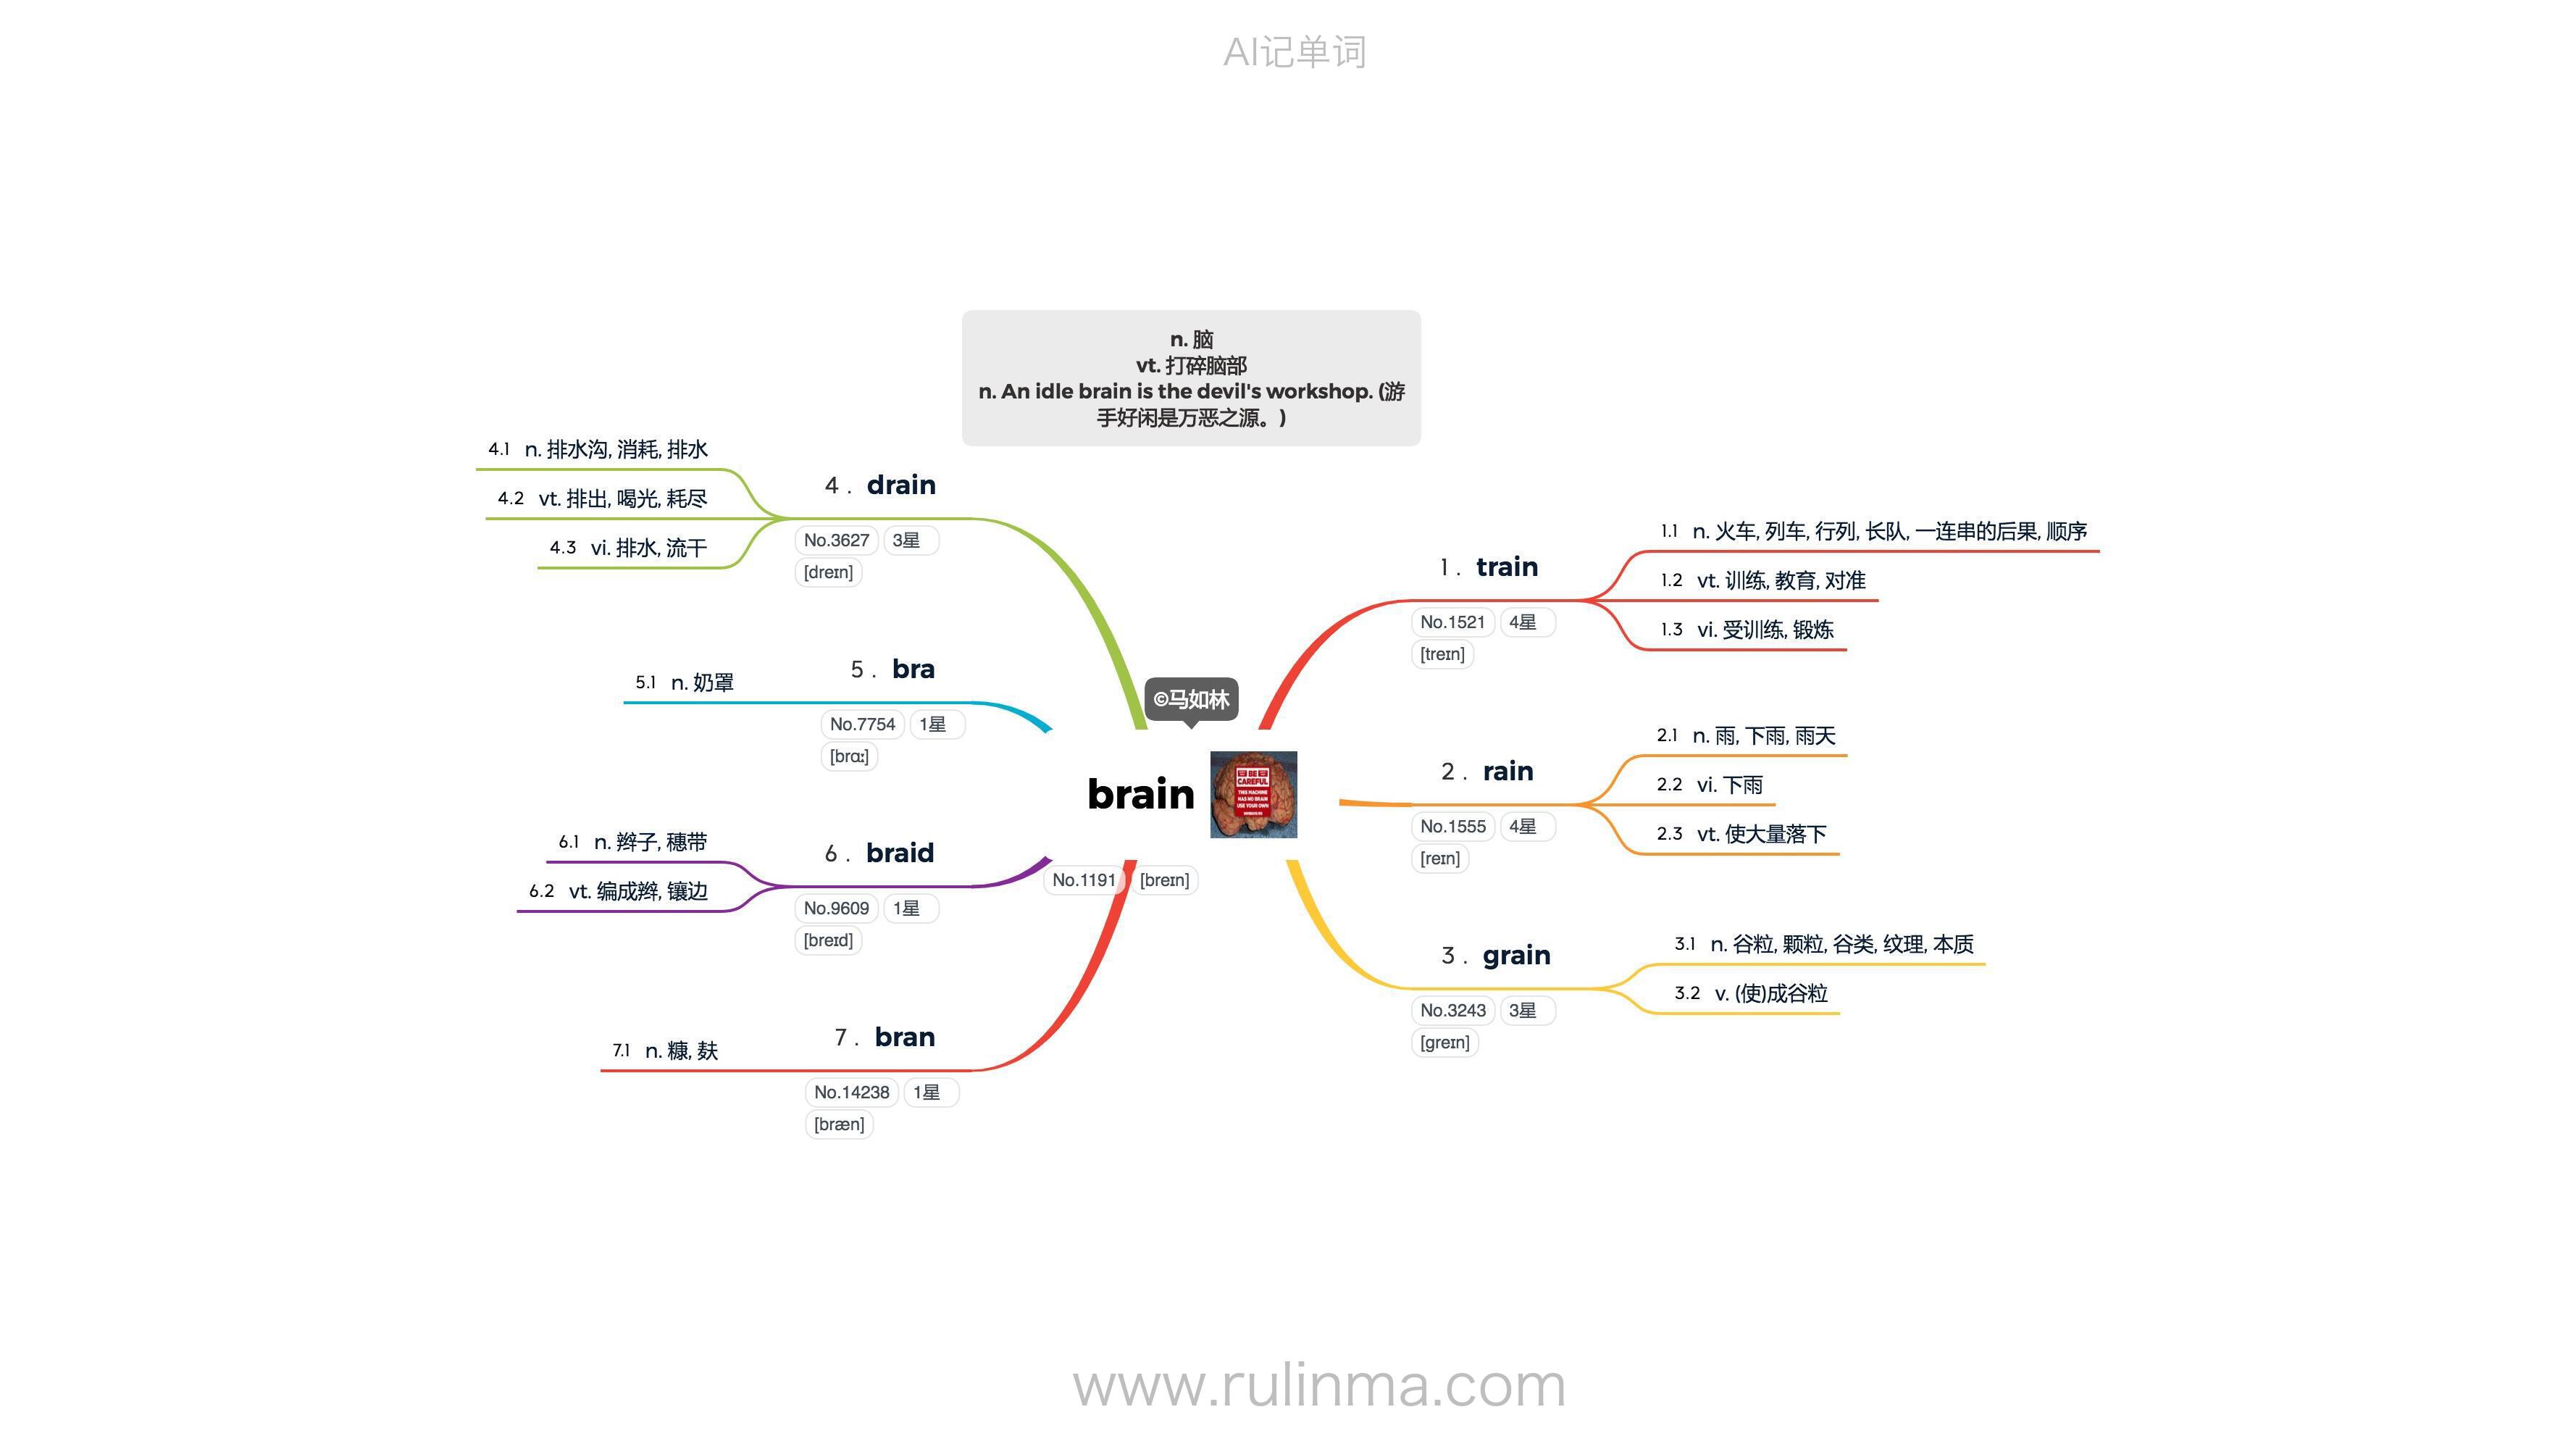 AI记单词
n. 脑
vt. 打碎脑部
n. An idle brain is the devil's workshop. (游
手好闲是万恶之源。)
©马如林
brain
BE
CAREFUL
THIS MACHINE
HAS NO BRAIN
USE YOUR OWN
No.1191 [breɪn]
1 . train
No.1521 4星
[treɪn]
1.1 n. 火车, 列车, 行列, 长队, 一连串的后果, 顺序
1.2 vt. 训练, 教育, 对准
1.3 vi. 受训练, 锻炼
2 . rain
No.1555 4星
[reɪn]
2.1 n. 雨, 下雨, 雨天
2.2 vi. 下雨
2.3 vt. 使大量落下
3 . grain
No.3243 3星
[greɪn]
3.1 n. 谷粒, 颗粒, 谷类, 纹理, 本质
3.2 v. (使)成谷粒
4 . drain
No.3627 3星
[dreɪn]
4.1 n. 排水沟, 消耗, 排水
4.2 vt. 排出, 喝光, 耗尽
4.3 vi. 排水, 流干
5 . bra
No.7754 1星
[brɑː]
5.1 n. 奶罩
6 . braid
No.9609 1星
[breɪd]
6.1 n. 辫子, 穗带
6.2 vt. 编成辫, 镶边
7 . bran
No.14238 1星
[bræn]
7.1 n. 糠, 麸
www.rulinma.com